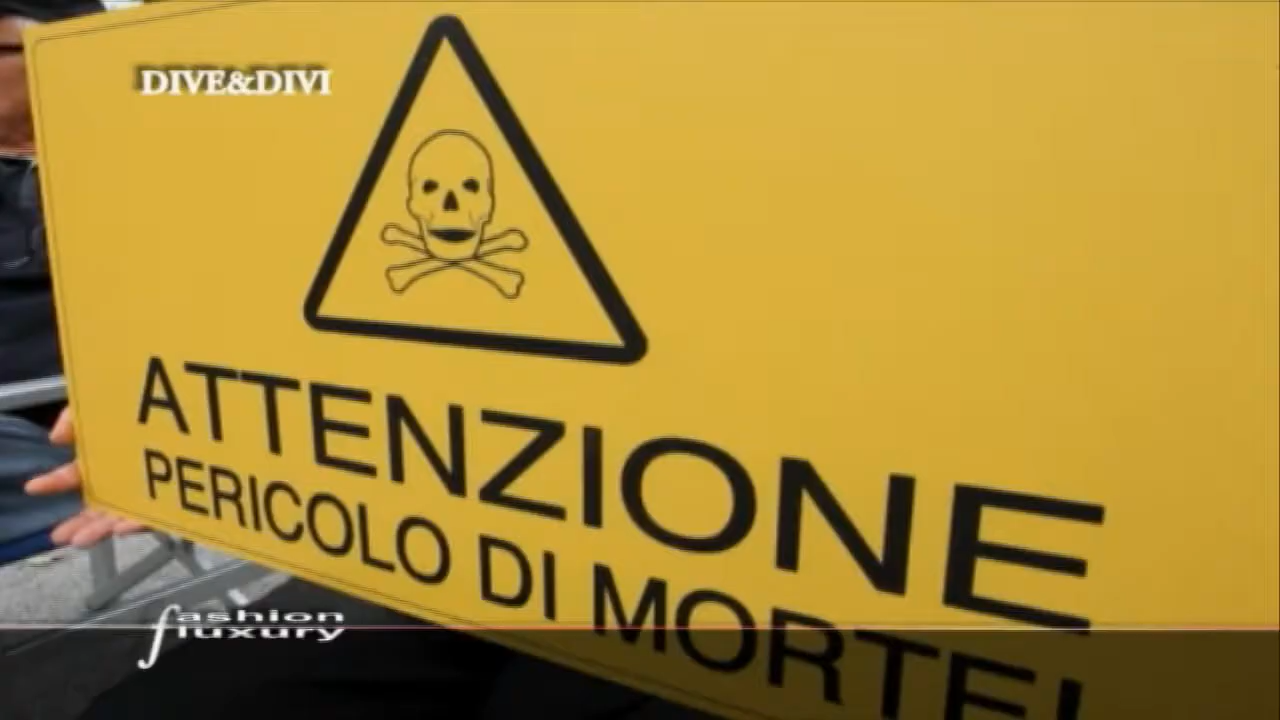 DIVE&DIVI
ATTENZIONE
PERICOLO DI MORTE!
fashion
luxury